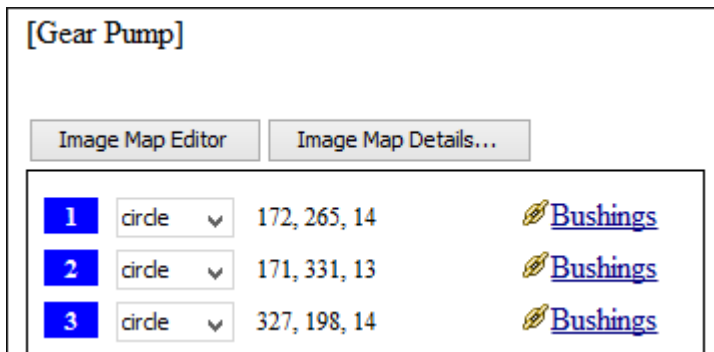 [Gear Pump]
Image Map Editor Image Map Details...
1 circle 172, 265, 14 Bushings
2 circle 171, 331, 13 Bushings
3 circle 327, 198, 14 Bushings